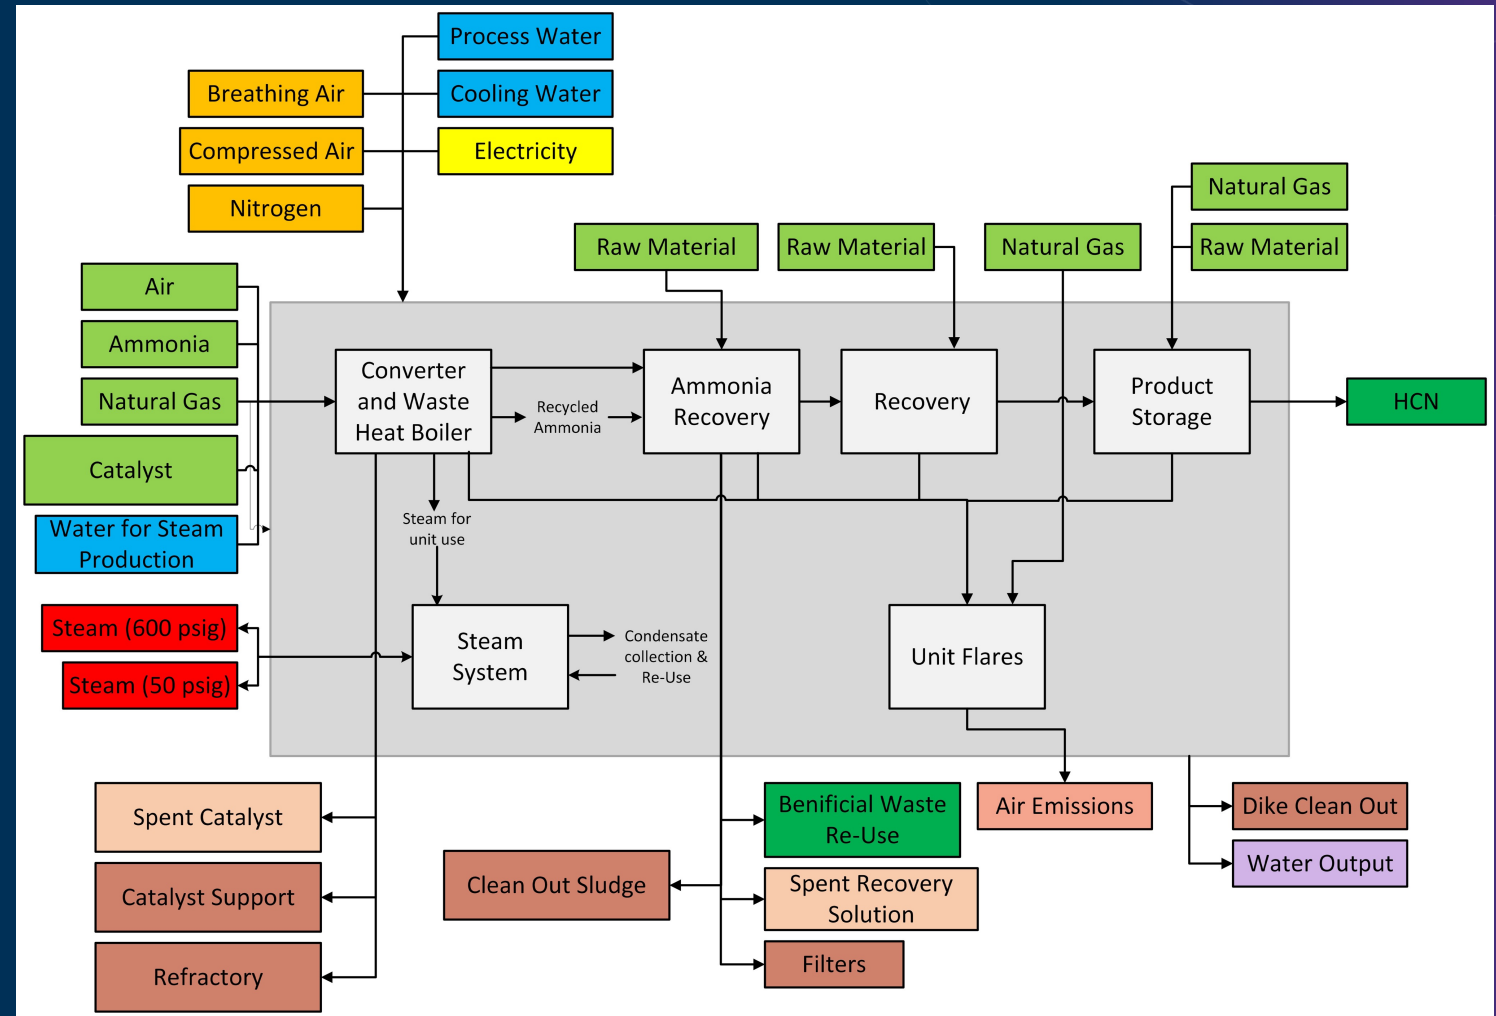 Process Water
Breathing Air
Cooling Water
Compressed Air
Electricity
Nitrogen
Natural Gas
Raw Material
Raw Material
Natural Gas
Raw Material
Air
Ammonia
Natural Gas
Catalyst
Water for Steam
Production
Converter
and Waste
Heat Boiler
Recycled
Ammonia
Ammonia
Recovery
Recovery
Product
Storage
HCN
Steam for
unit use
Steam (600 psig)
Steam (50 psig)
Steam
System
Condensate
collection &
Re-Use
Unit Flares
Spent Catalyst
Catalyst Support
Refractory
Clean Out Sludge
Benificial Waste
Re-Use
Spent Recovery
Solution
Filters
Air Emissions
Dike Clean Out
Water Output